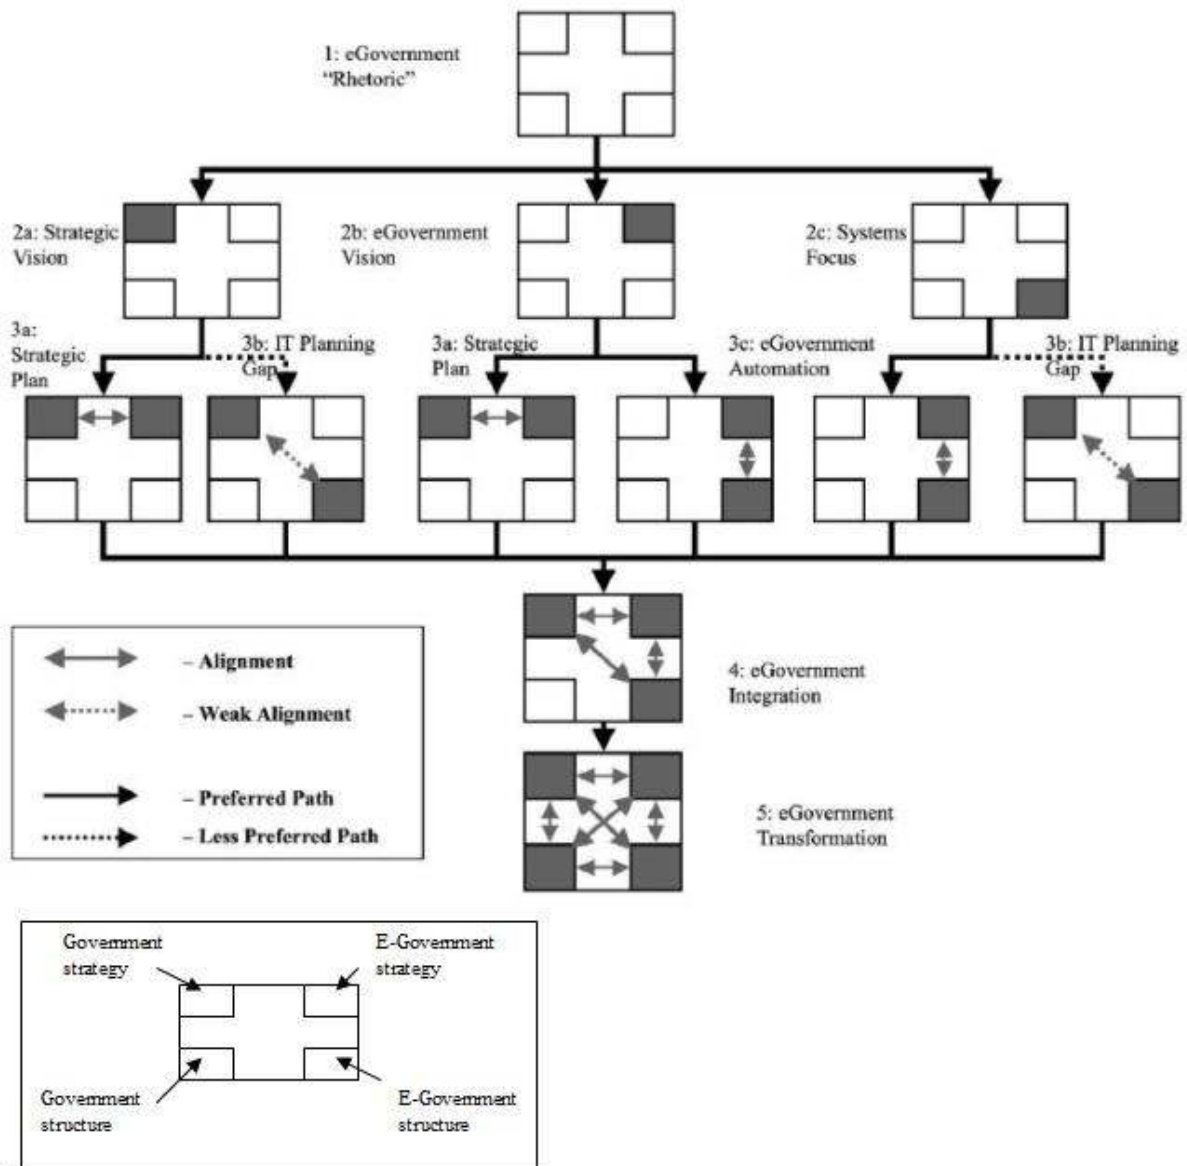 1: eGovernment
“Rhetoric”
2a: Strategic
Vision
2b: eGovernment
Vision
2c: Systems
Focus
3a:
Strategic
Plan
3b: IT Planning
Gap
3a: Strategic
Plan
3c: eGovernment
Automation
3b: IT Planning
Gap
4: eGovernment
Integration
5: eGovernment
Transformation
– Alignment
– Weak Alignment
– Preferred Path
– Less Preferred Path
Government
strategy
E-Government
strategy
Government
structure
E-Government
structure